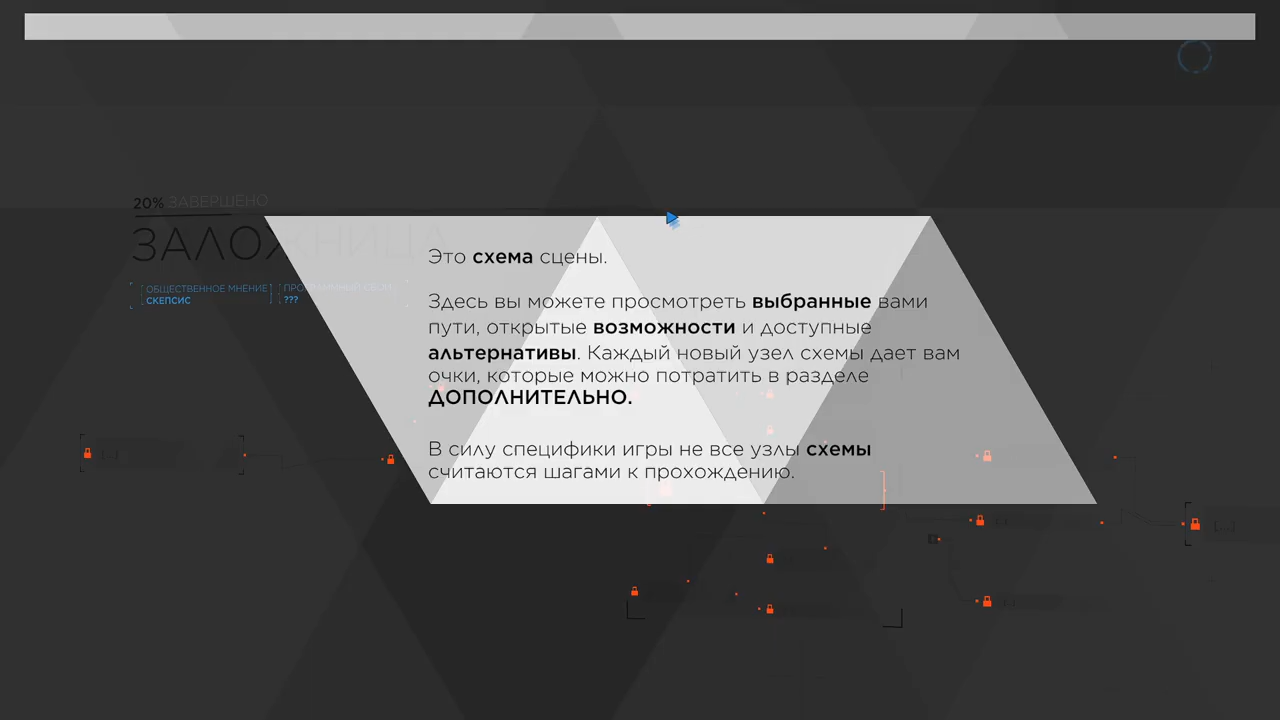 20% ЗАВЕРШЕНО
ЗАЛОЖНИЦА
ОБЩЕСТВЕННОЕ МНЕНИЕ
СКЕПСИС
???
Это схема сцены.
Здесь вы можете просмотреть выбранные вами
пути, открытые возможности и доступные
альтернативы. Каждый новый узел схемы дает вам
очки, которые можно потратить в разделе
ДОПОЛНИТЕЛЬНО.
В силу специфики игры не все узлы схемы
считаются шагами к прохождению.